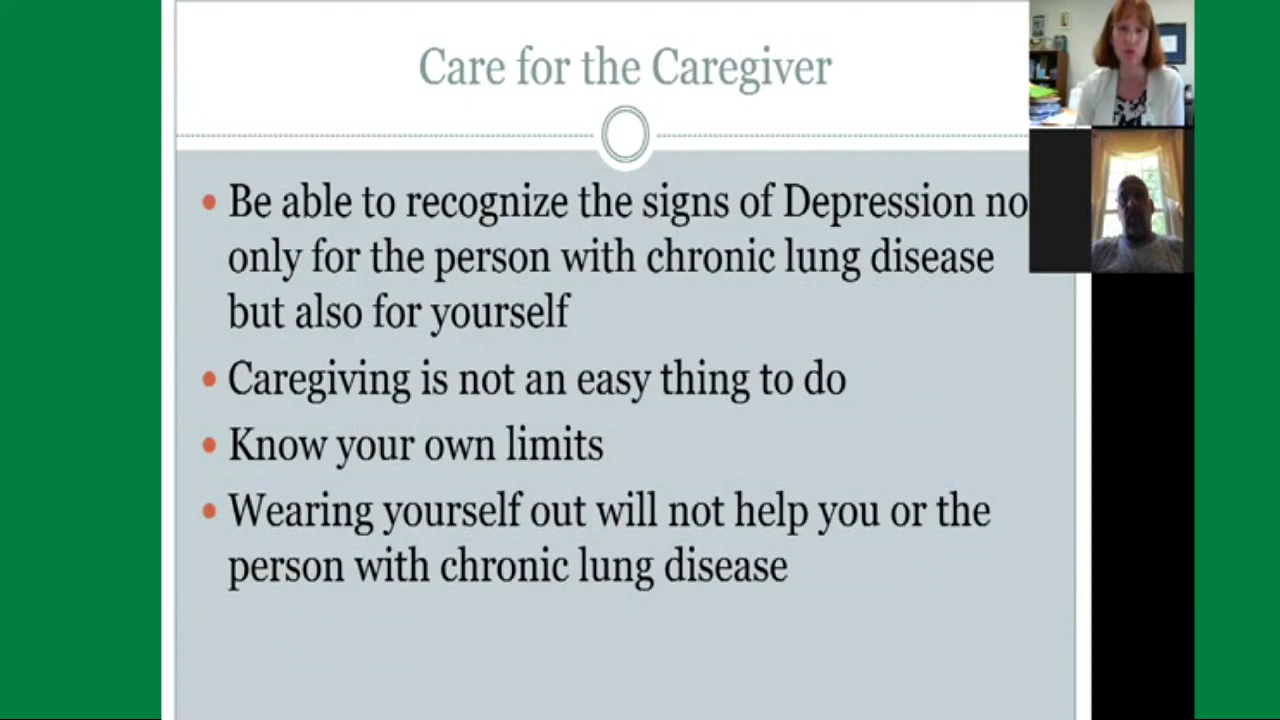 Care for the Caregiver
• Be able to recognize the signs of Depression no
only for the person with chronic lung disease
but also for yourself
• Caregiving is not an easy thing to do
• Know your own limits
• Wearing yourself out will not help you or the
person with chronic lung disease